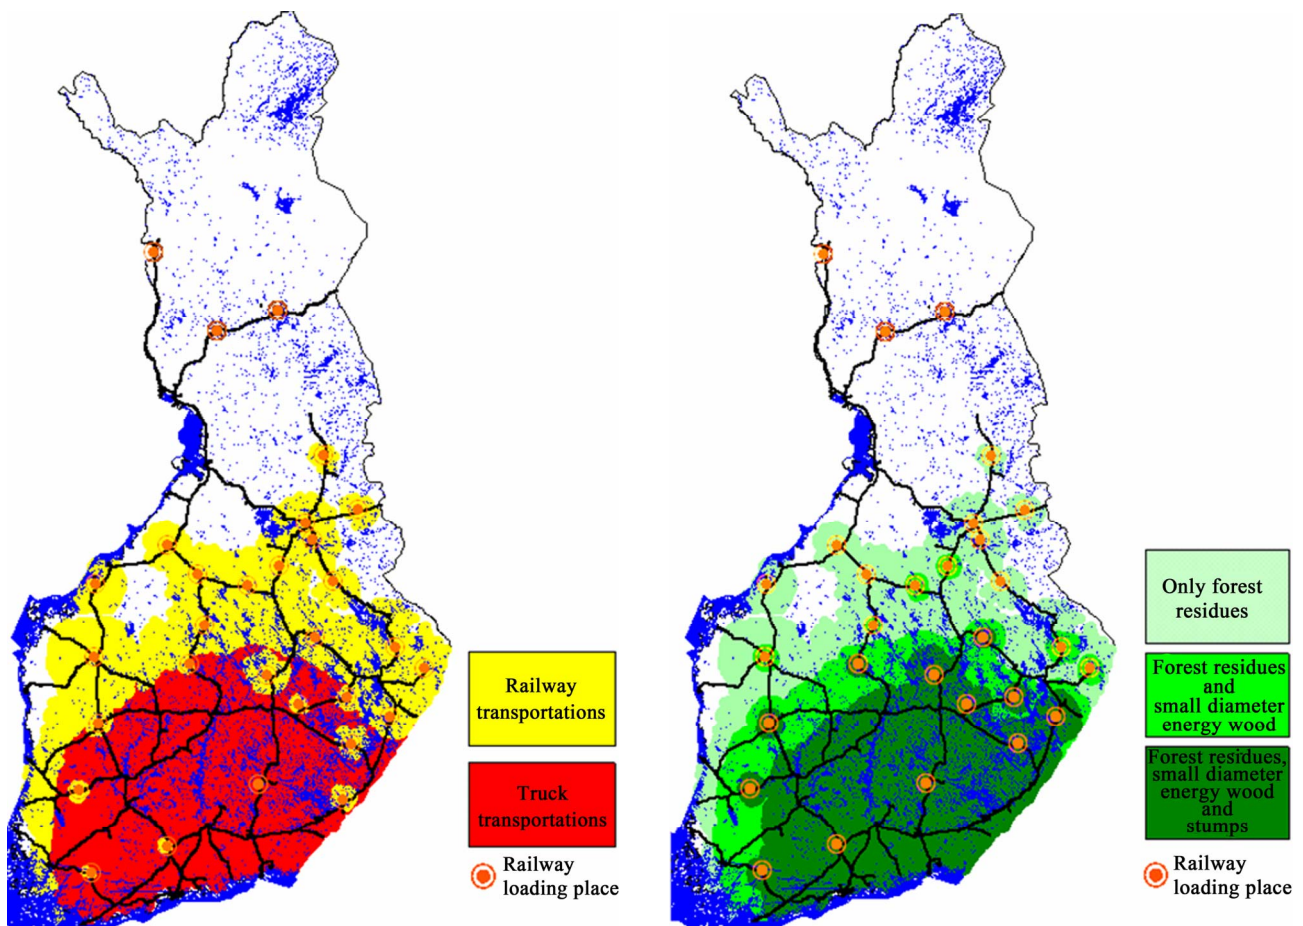 Railway
transportations
Truck
transportations
Railway
loading place
Only forest
residues
Forest residues
and
small diameter
energy wood
Forest residues,
small diameter
energy wood
and
stumps
Railway
loading place